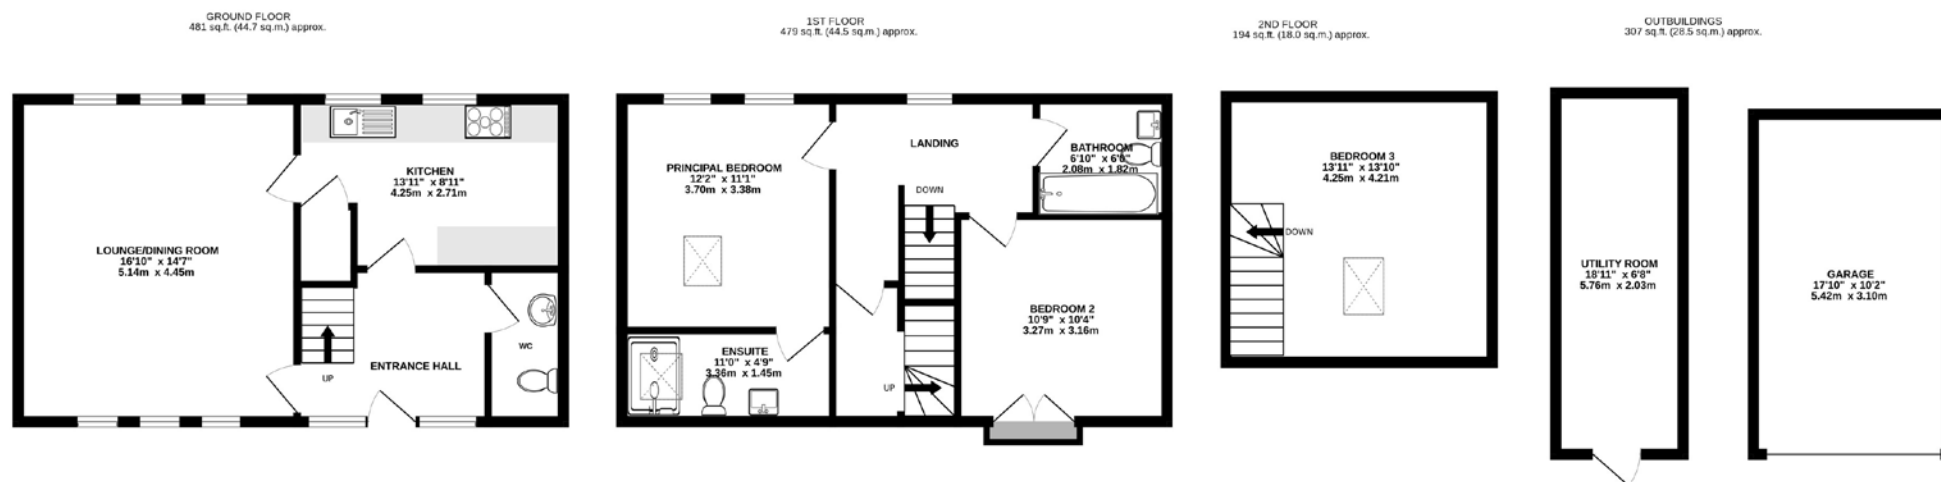 GROUND FLOOR
481 sq.ft. (44.7 sq.m.) approx.
LOUNGE/DINING ROOM
16'10" x 14'7"
5.14m x 4.45m
KITCHEN
13'11" x 8'11"
4.25m x 2.71m
UP
ENTRANCE HALL
WC
1ST FLOOR
479 sq.ft. (44.5 sq.m.) approx.
PRINCIPAL BEDROOM
12'2" x 11'1"
3.70m x 3.38m
LANDING
DOWN
BATHROOM
6'10" x 6'0"
2.08m x 1.82m
ENSUITE
11'0" x 4'9"
3.36m x 1.45m
UP
BEDROOM 2
10'9" x 10'4"
3.27m x 3.16m
2ND FLOOR
194 sq.ft. (18.0 sq.m.) approx.
BEDROOM 3
13'11" x 13'10"
4.25m x 4.21m
DOWN
OUTBUILDINGS
307 sq.ft. (28.5 sq.m.) approx.
UTILITY ROOM
18'11" x 6'8"
5.76m x 2.03m
GARAGE
17'10" x 10'2"
5.42m x 3.10m